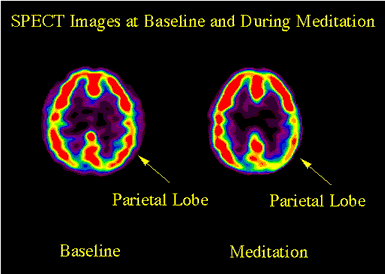 SPECT Images at Baseline and During Meditation
Parietal Lobe
Parietal Lobe
Baseline
Meditation